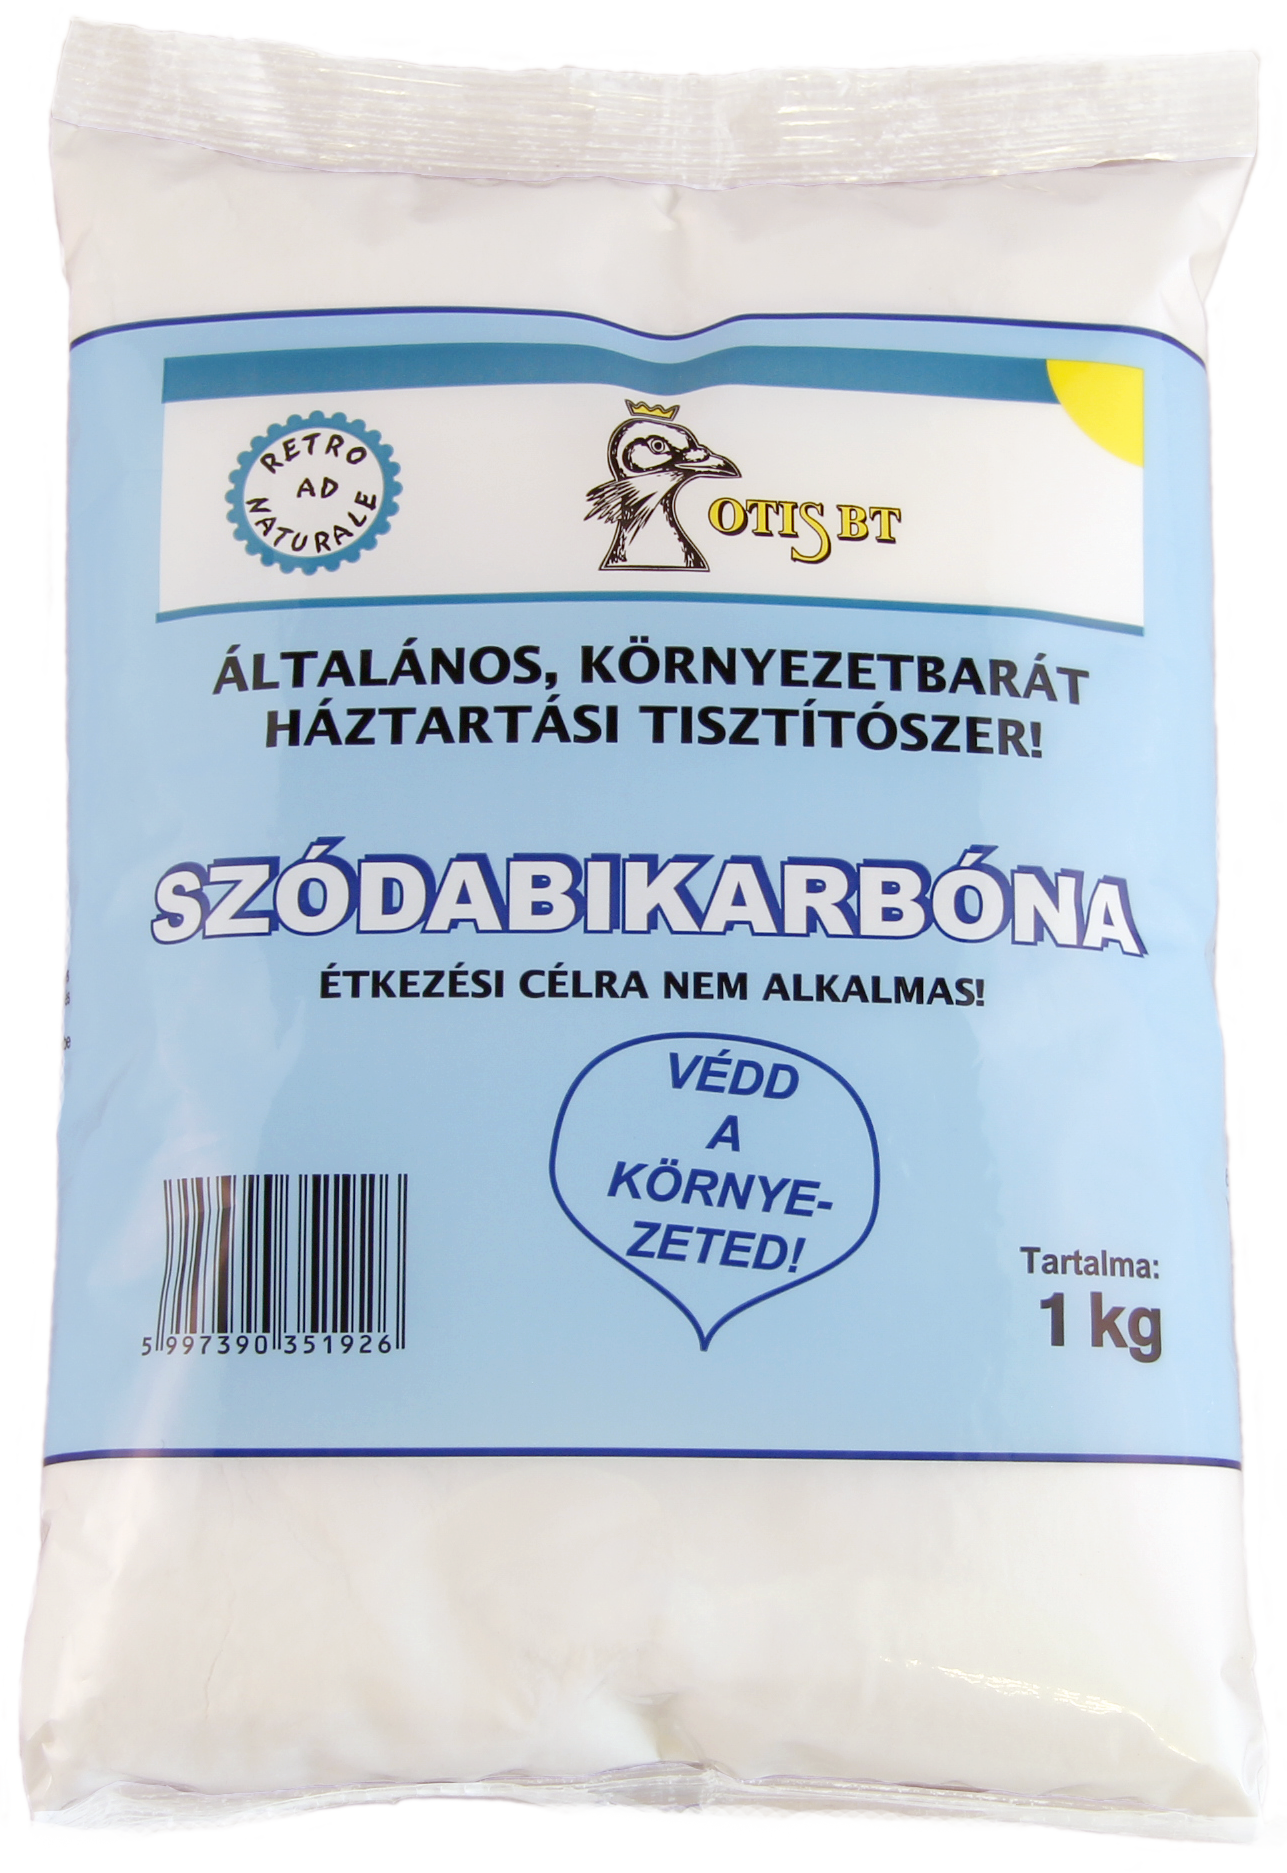 RETRO
AD
NATURALE
OTIS BT
ÁLTALÁNOS, KÖRNYEZETBARÁT
HÁZTARTÁSI TISZTÍTÓSZER!
SZÓDABIKARBÓNA
ÉTKEZÉSI CÉLRA NEM ALKALMAS!
VÉDD
A
KÖRNYE-
ZETED!
5 997390 351926
Tartalma:
1 kg